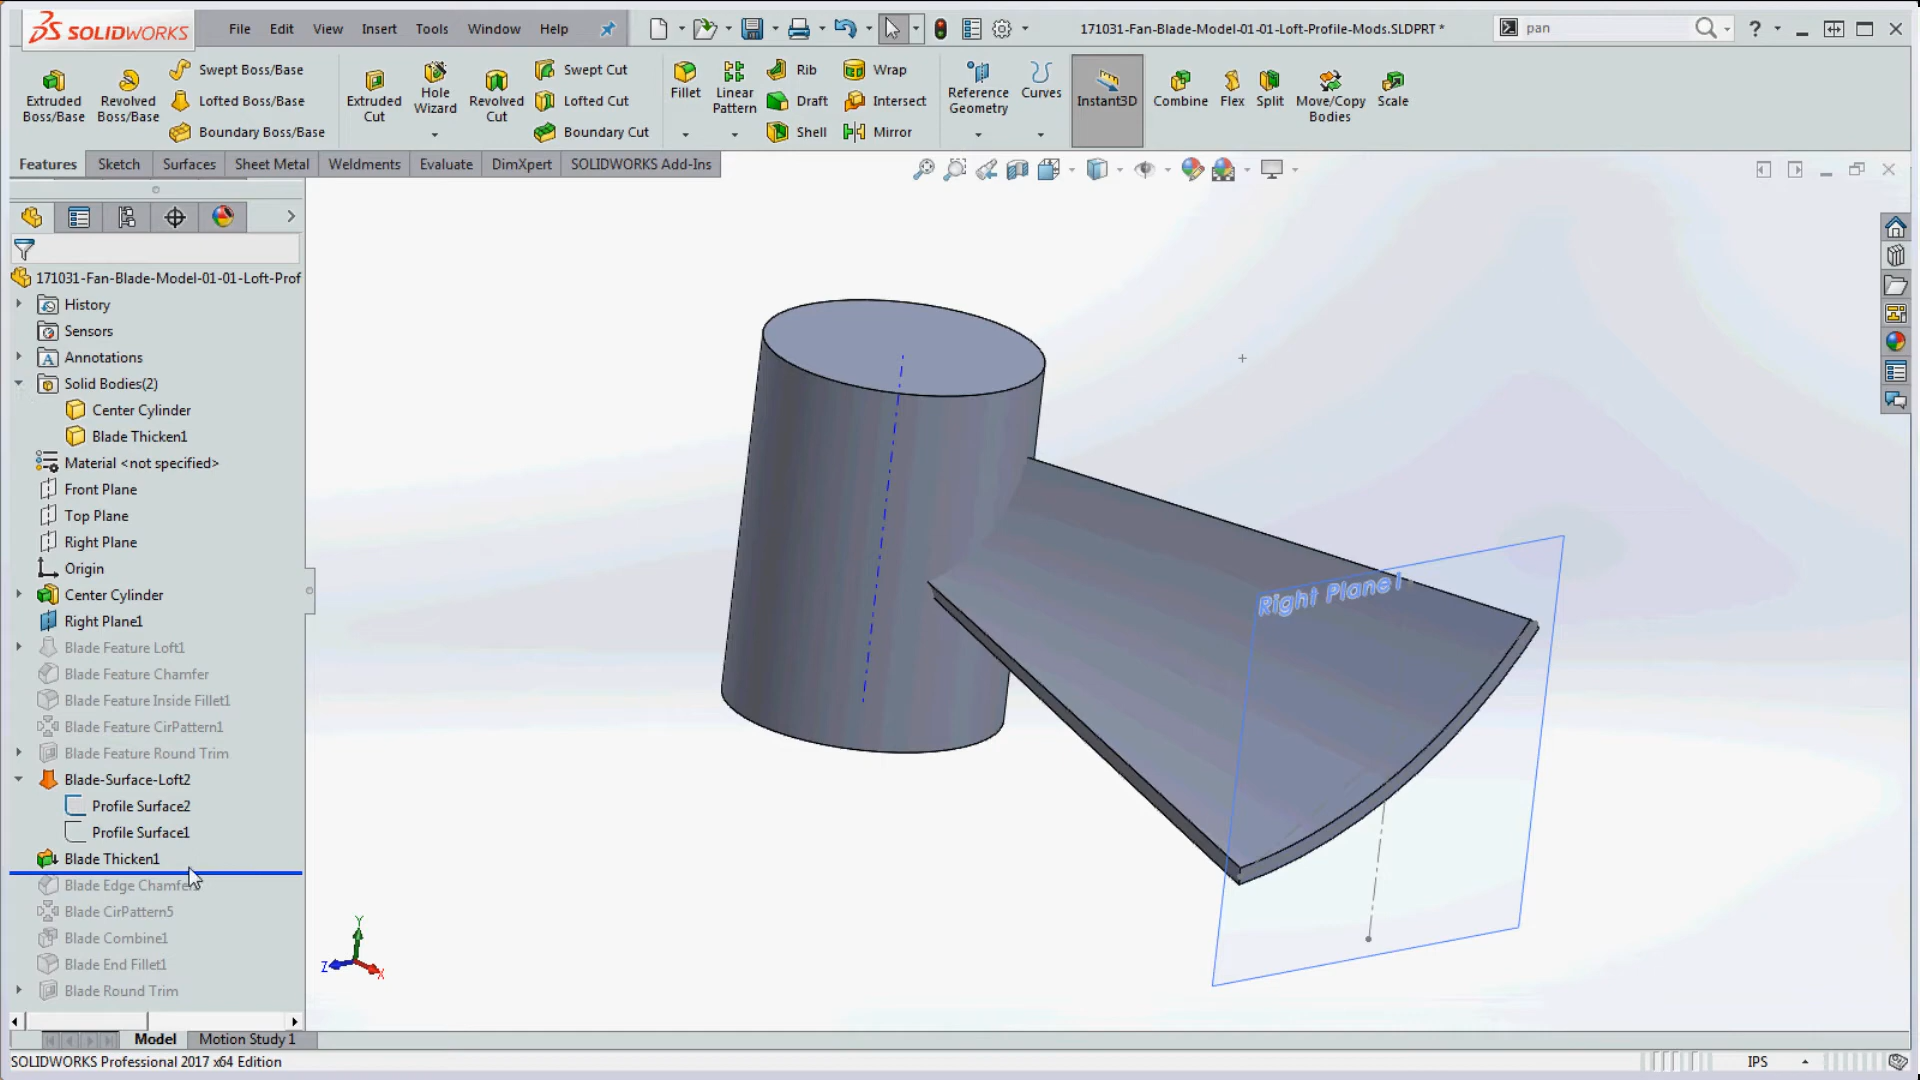 SOLIDWORKS
File Edit View Insert Tools Window Help
171031-Fan-Blade-Model-01-01-Loft-Profile-Mods.SLDPRT *
pan
?
Extruded Boss/Base
Revolved Boss/Base
Swept Boss/Base
Lofted Boss/Base
Boundary Boss/Base
Extruded Cut
Hole Wizard
Revolved Cut
Swept Cut
Lofted Cut
Boundary Cut
Fillet
Linear Pattern
Rib
Draft
Shell
Wrap
Intersect
Mirror
Reference Geometry
Curves
Instant3D
Combine
Flex
Split
Move/Copy Bodies
Scale
Features Sketch Surfaces Sheet Metal Weldments Evaluate DimXpert SOLIDWORKS Add-Ins
171031-Fan-Blade-Model-01-01-Loft-Prof
History
Sensors
Annotations
Solid Bodies(2)
Center Cylinder
Blade Thicken1
Material <not specified>
Front Plane
Top Plane
Right Plane
Origin
Center Cylinder
Right Plane1
Blade Feature Loft1
Blade Feature Chamfer
Blade Feature Inside Fillet1
Blade Feature CirPattern1
Blade Feature Round Trim
Blade-Surface-Loft2
Profile Surface2
Profile Surface1
Blade Thicken1
Blade Edge Chamfer
Blade CirPattern5
Blade Combine1
Blade End Fillet1
Blade Round Trim
Right Plane1
Y
Z
X
Model Motion Study 1
SOLIDWORKS Professional 2017 x64 Edition
IPS